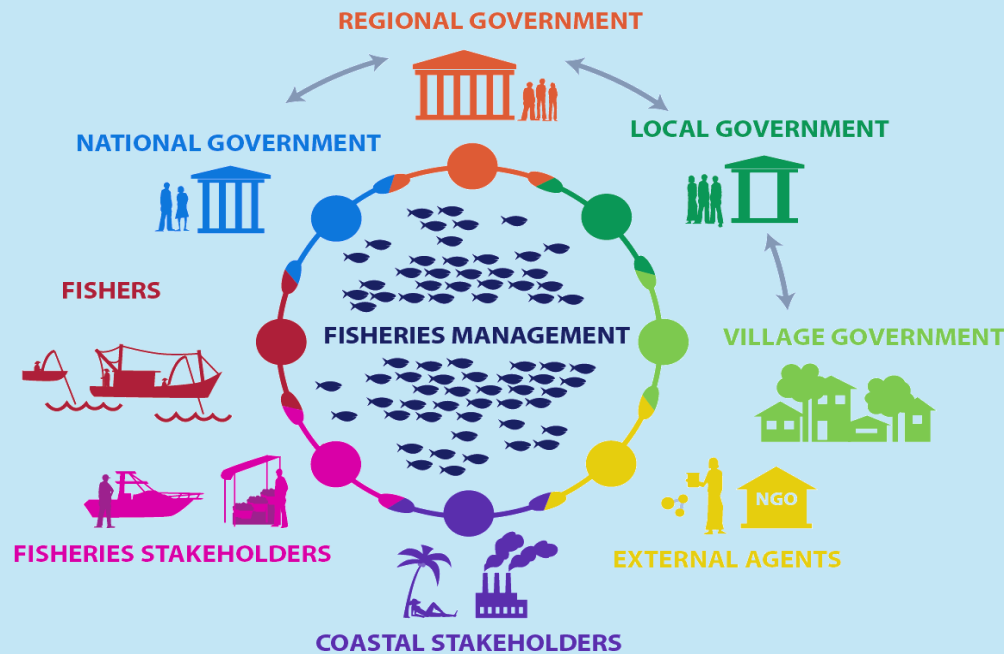 REGIONAL GOVERNMENT
NATIONAL GOVERNMENT
LOCAL GOVERNMENT
FISHERS
FISHERIES MANAGEMENT
VILLAGE GOVERNMENT
NGO
FISHERIES STAKEHOLDERS
EXTERNAL AGENTS
COASTAL STAKEHOLDERS